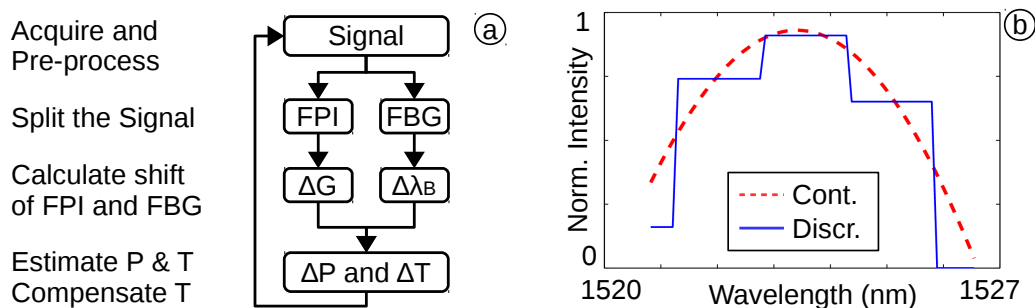 Acquire and
Pre-process
Split the Signal
Calculate shift
of FPI and FBG
Estimate P & T
Compensate T
Signal
FPI
FBG
ΔG
ΔλB
ΔP and ΔT
a
b
1
Norm. Intensity
0
Cont.
Discr.
1520
Wavelength (nm)
1527